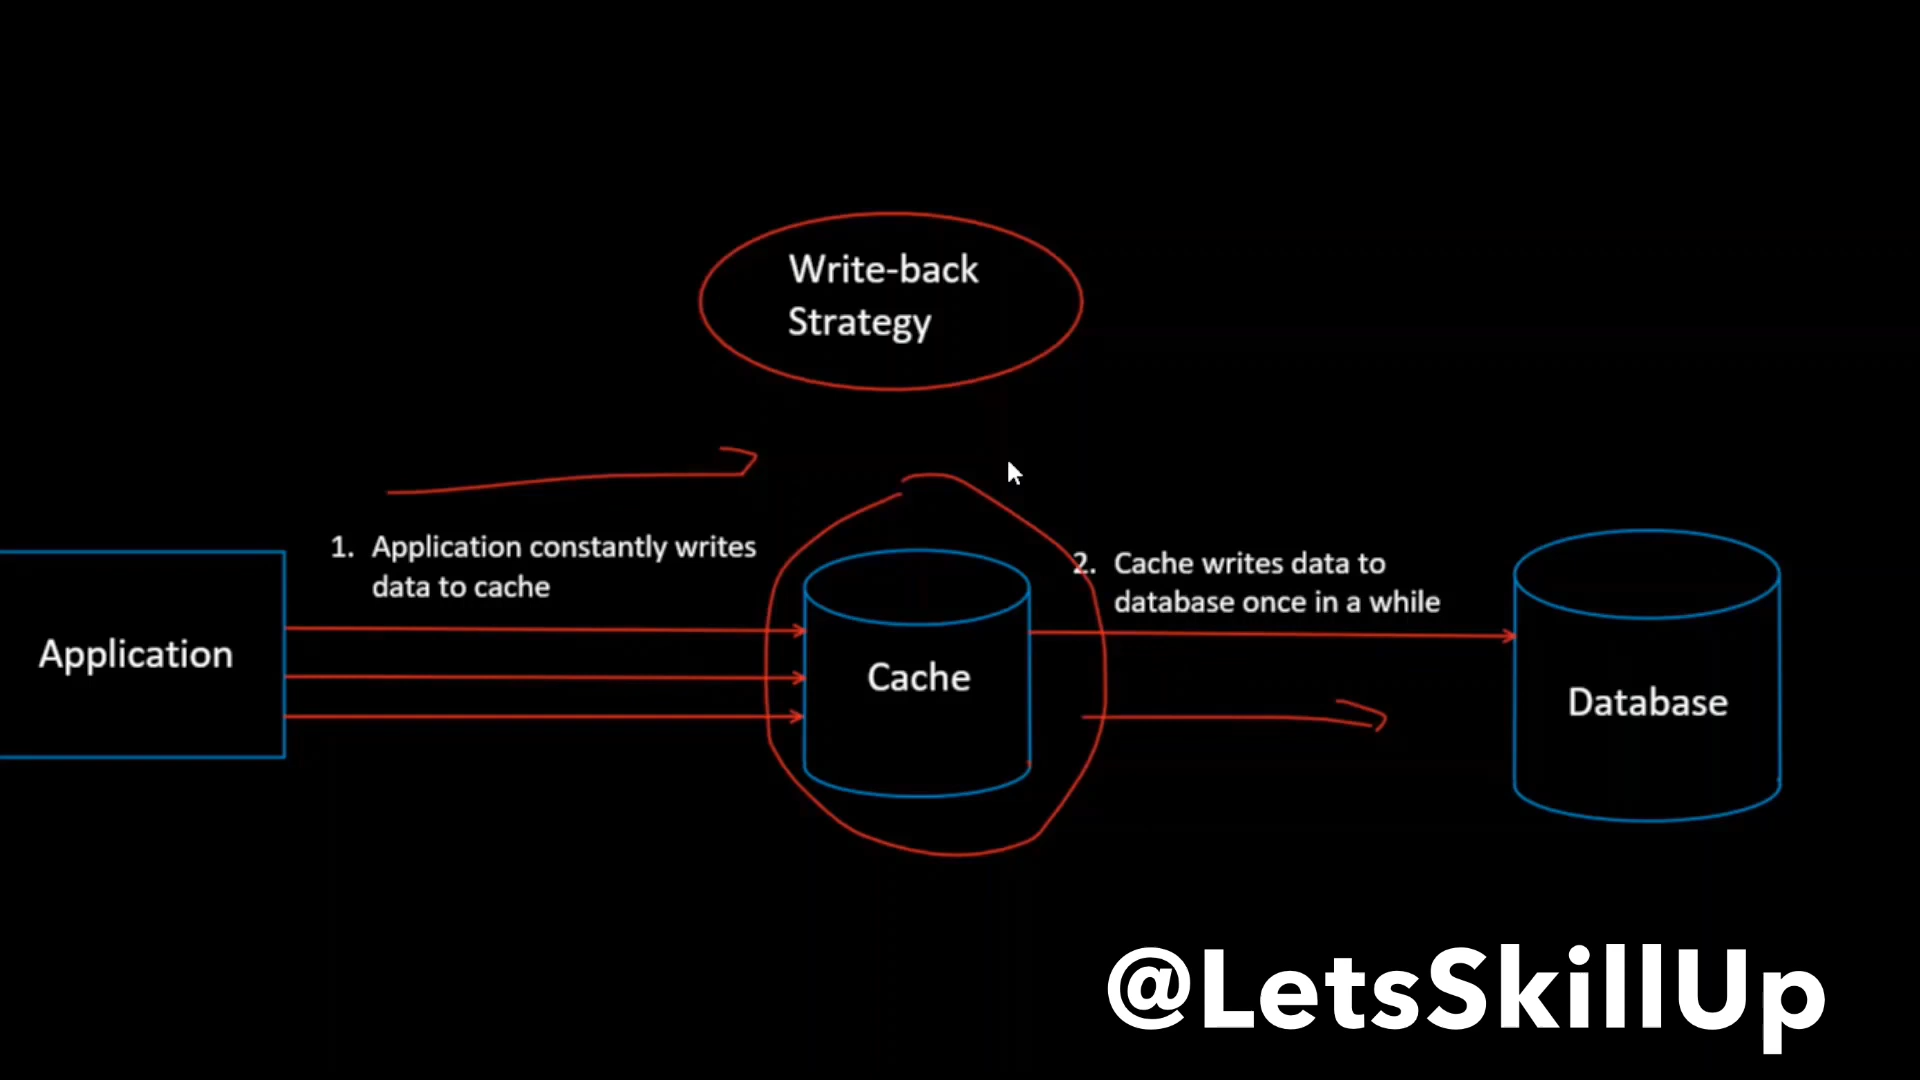 Write-back
Strategy
1. Application constantly writes
data to cache
2. Cache writes data to
database once in a while
Application
Cache
Database
@LetsSkillUp